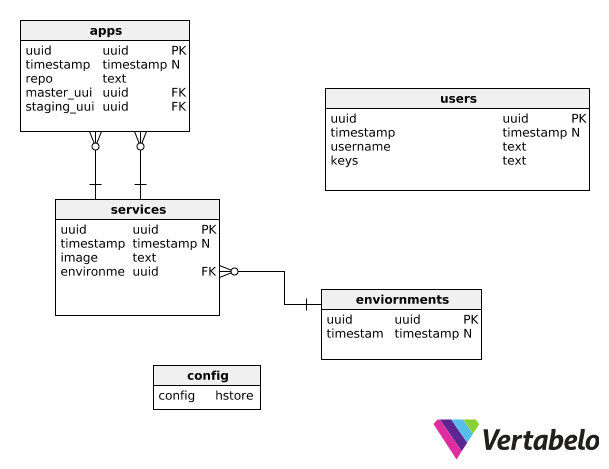 apps
uuid uuid PK
timestamp timestamp N
repo text
master_uui uuid FK
staging_uui uuid FK
users
uuid uuid PK
timestamp timestamp N
username text
keys text
services
uuid uuid PK
timestamp timestamp N
image text
environme uuid FK
enviornments
uuid uuid PK
timestam timestamp N
config
config hstore
Vertabelo